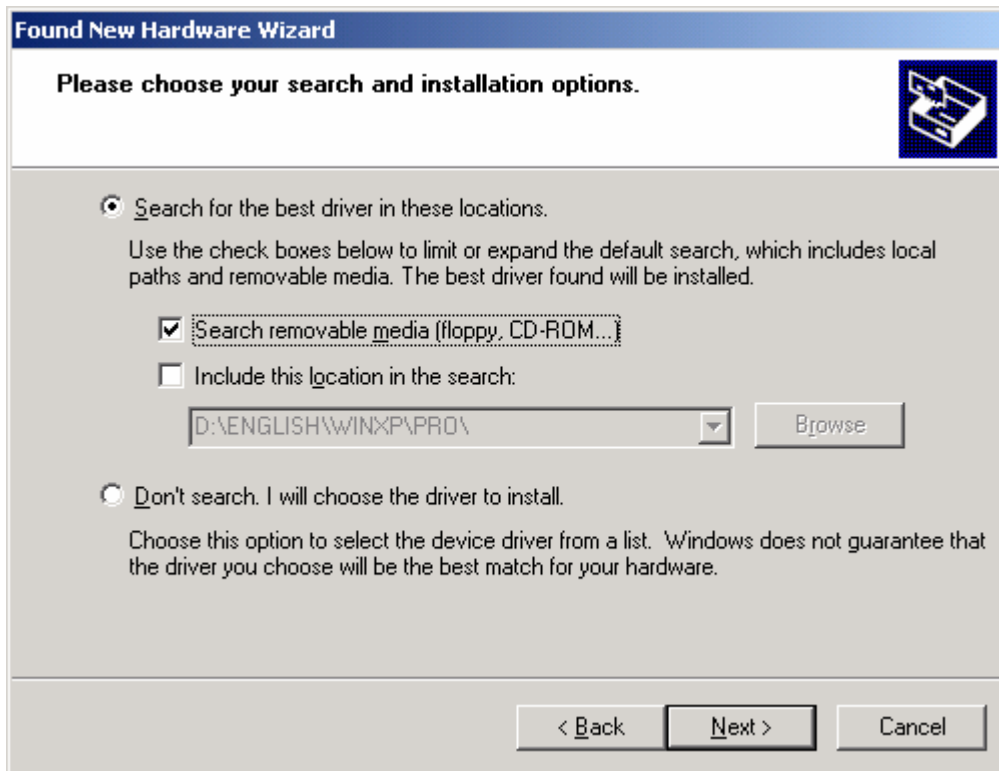 Found New Hardware Wizard
Please choose your search and installation options.
Search for the best driver in these locations.
Use the check boxes below to limit or expand the default search, which includes local
paths and removable media. The best driver found will be installed.
Search removable media (floppy, CD-ROM...)
Include this location in the search:
D:\ENGLISH\WINXP\PRO\
Browse
Don't search. I will choose the driver to install.
Choose this option to select the device driver from a list.  Windows does not guarantee that
the driver you choose will be the best match for your hardware.
< Back
Next >
Cancel